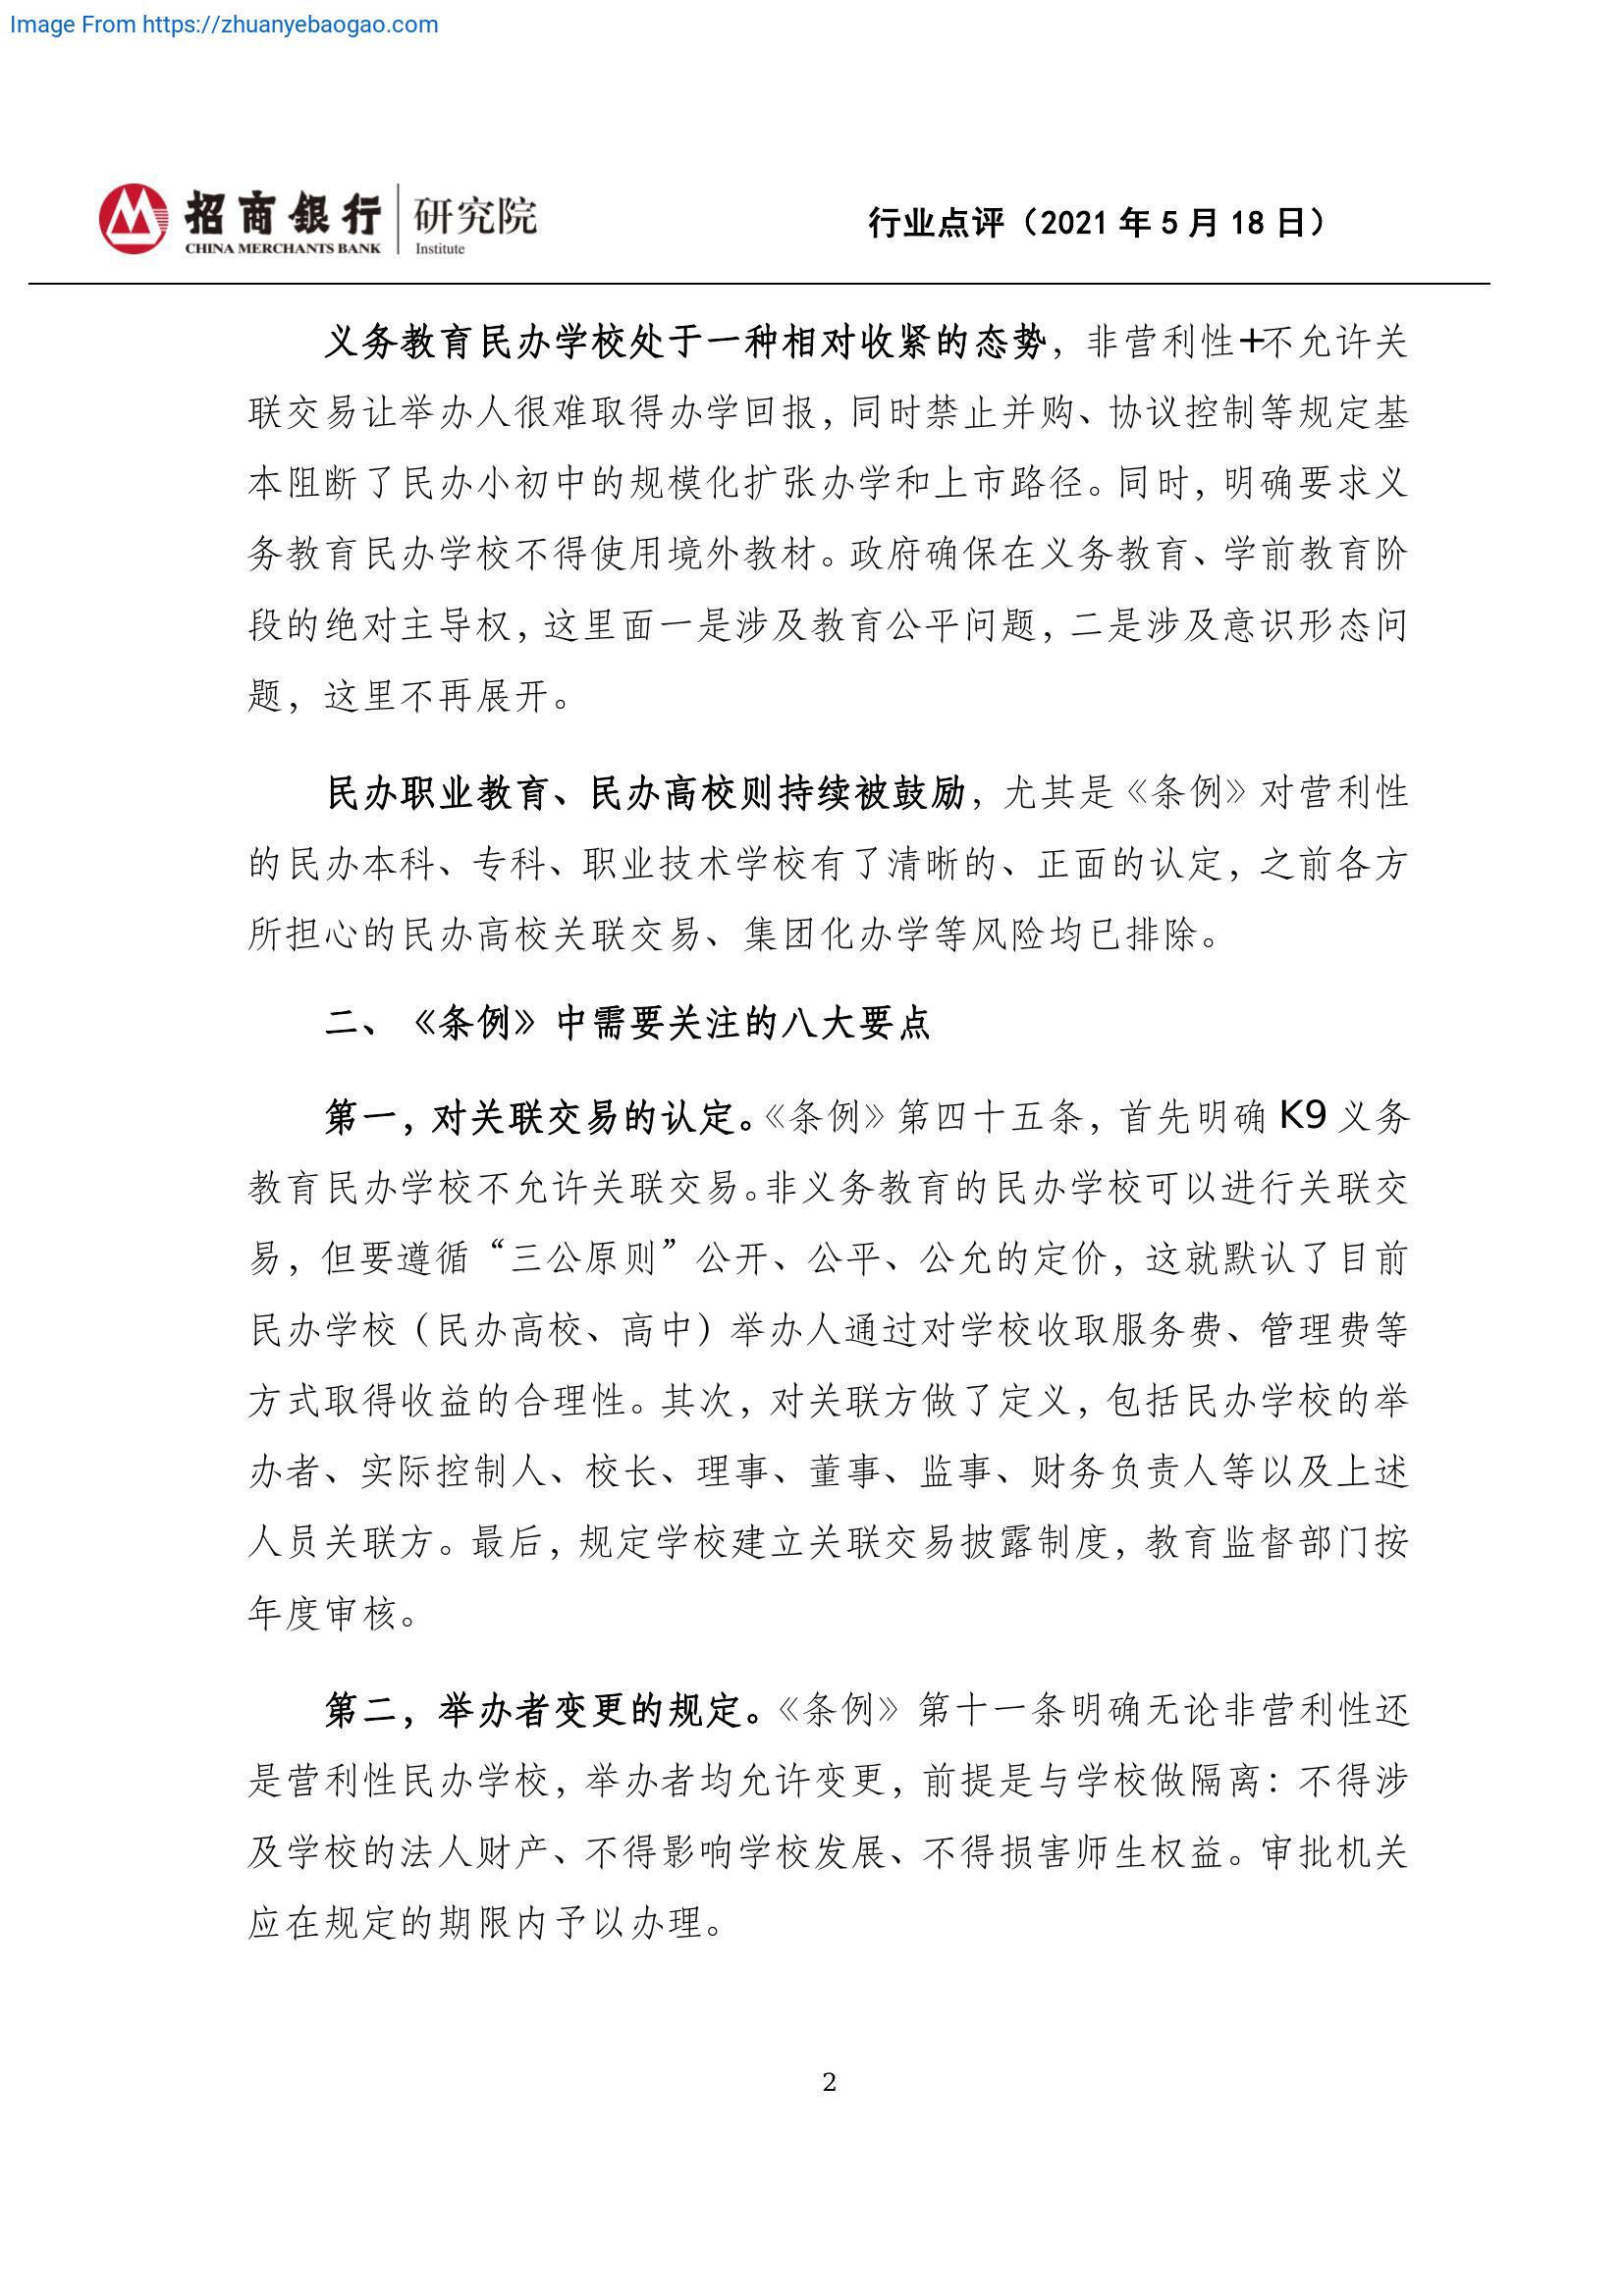 Image From https://zhuanyebaogao.com
招商銀行 研究院
CHINA MERCHANTS BANK Institute
行业点评（2021 年 5 月 18 日）
义务教育民办学校处于一种相对收紧的态势，非营利性+不允许关
联交易让举办人很难取得办学回报，同时禁止并购、协议控制等规定基
本阻断了民办小初中的规模化扩张办学和上市路径。同时，明确要求义
务教育民办学校不得使用境外教材。政府确保在义务教育、学前教育阶
段的绝对主导权，这里面一是涉及教育公平问题，二是涉及意识形态问
题，这里不再展开。
民办职业教育、民办高校则持续被鼓励，尤其是《条例》对营利性
的民办本科、专科、职业技术学校有了清晰的、正面的认定，之前各方
所担心的民办高校关联交易、集团化办学等风险均已排除。
二、《条例》中需要关注的八大要点
第一，对关联交易的认定。《条例》第四十五条，首先明确 K9 义务
教育民办学校不允许关联交易。非义务教育的民办学校可以进行关联交
易，但要遵循“三公原则”公开、公平、公允的定价，这就默认了目前
民办学校（民办高校、高中）举办人通过对学校收取服务费、管理费等
方式取得收益的合理性。其次，对关联方做了定义，包括民办学校的举
办者、实际控制人、校长、理事、董事、监事、财务负责人等以及上述
人员关联方。最后，规定学校建立关联交易披露制度，教育监督部门按
年度审核。
第二，举办者变更的规定。《条例》第十一条明确无论非营利性还
是营利性民办学校，举办者均允许变更，前提是与学校做隔离：不得涉
及学校的法人财产、不得影响学校发展、不得损害师生权益。审批机关
应在规定的期限内予以办理。
2